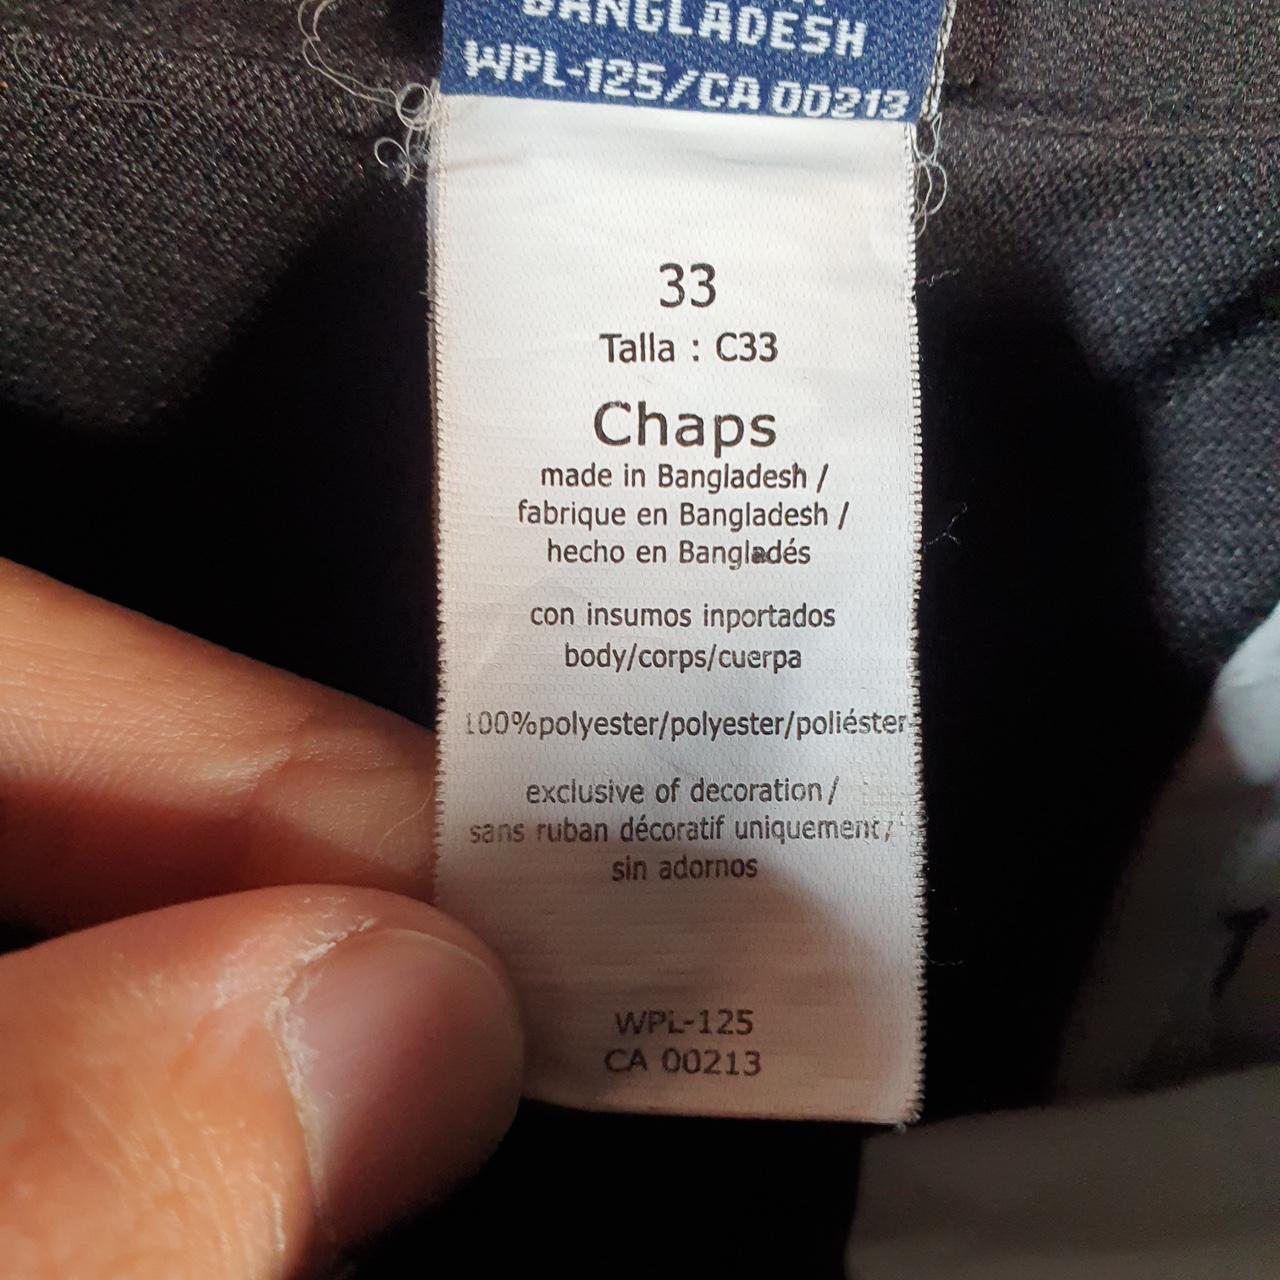 BANGLADESH
WPL-125/CA 00213
33
Talla : C33
Chaps
made in Bangladesh /
fabrique en Bangladesh /
hecho en Bangladés
con insumos inportados
body/corps/cuerpa
100%polyester/polyester/poliéster
exclusive of decoration/
sans ruban décoratif uniquement/
sin adornos
WPL-125
CA 00213